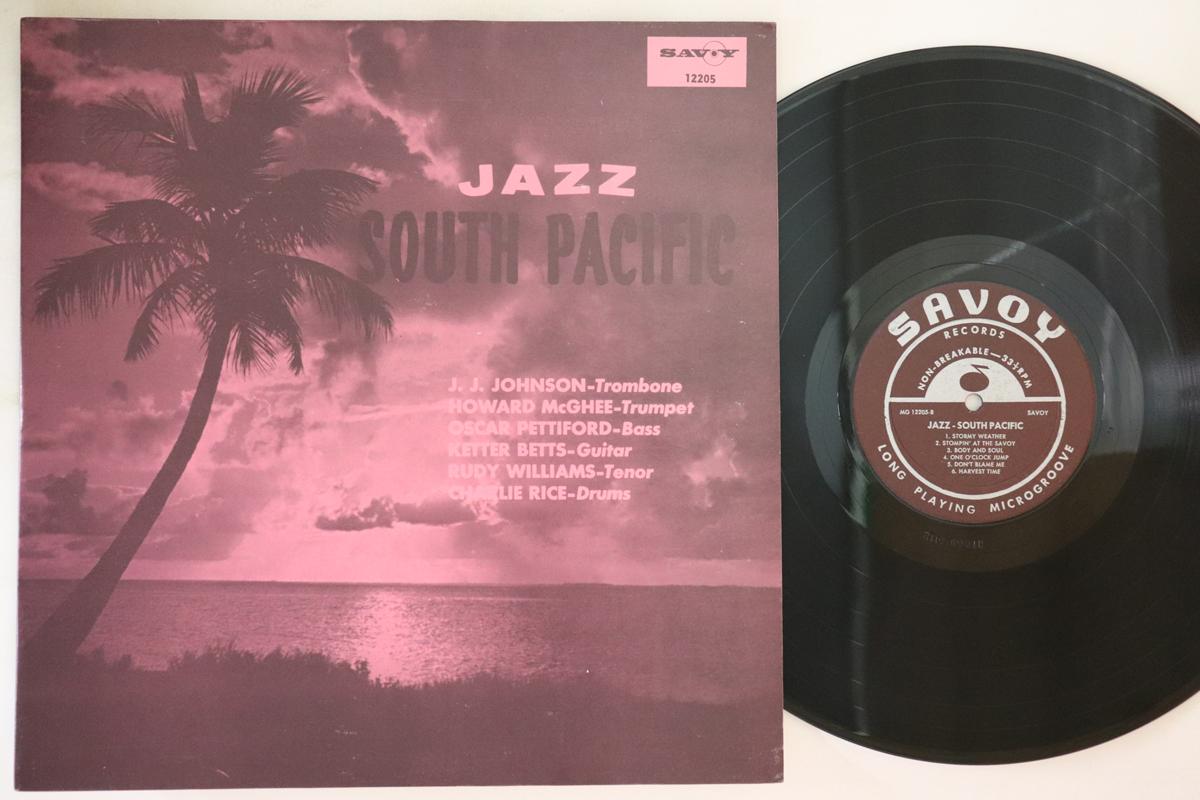 SAVOY
12205
JAZZ
SOUTH PACIFIC
J. J. JOHNSON-Trombone
HOWARD McGHEE-Trumpet
OSCAR PETTIFORD-Bass
KETTER BETTS-Guitar
RUDY WILLIAMS-Tenor
CHARLIE RICE-Drums
SAVOY
RECORDS
NON-BREAKABLE-33⅓RPM
MG 12205-B SAVOY
JAZZ - SOUTH PACIFIC
1. STORMY WEATHER
2. STOMPIN' AT THE SAVOY
3. BODY AND SOUL
4. ONE O'CLOCK JUMP
5. DON'T BLAME ME
6. HARVEST TIME
LONG PLAYING MICROGROOVE